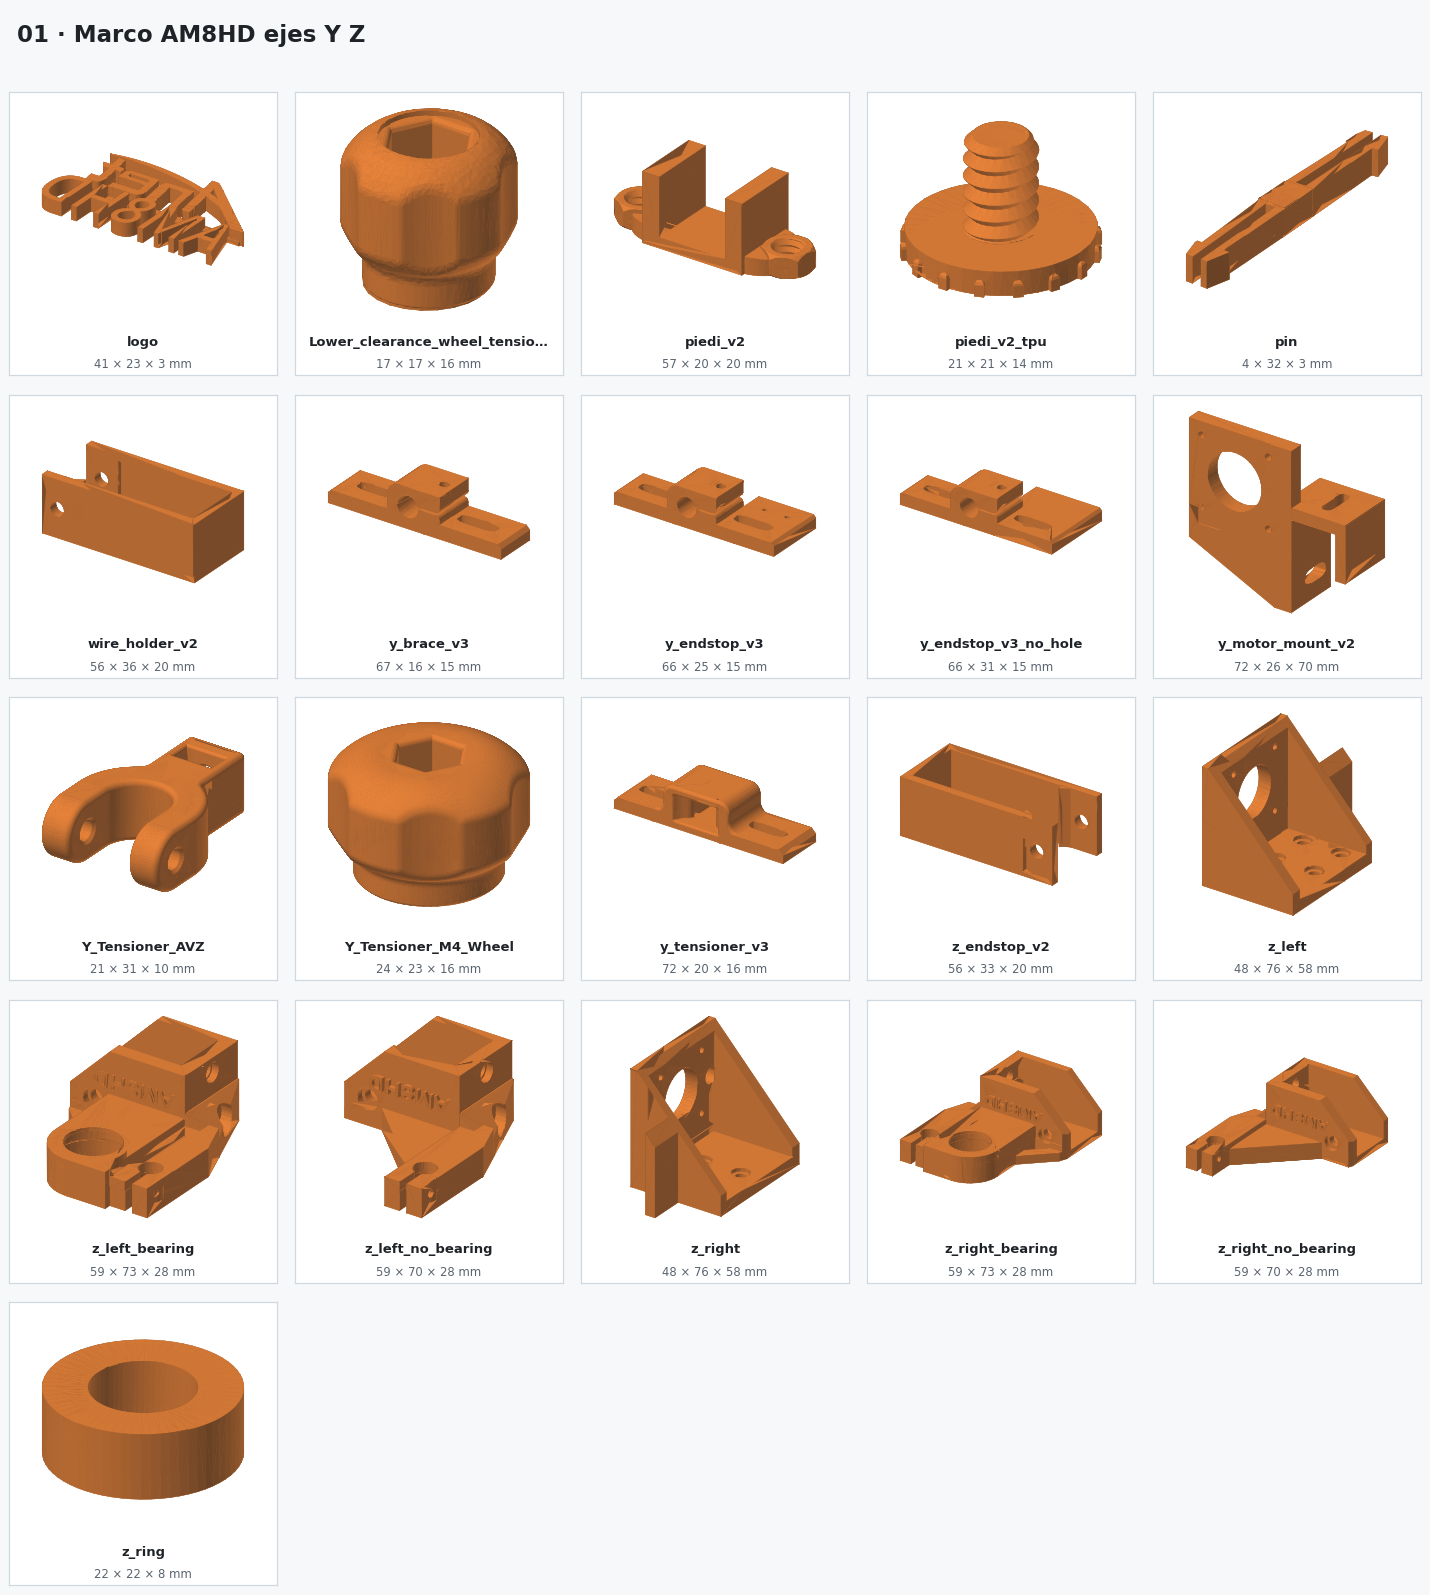 01 · Marco AM8HD ejes Y Z
logo
41 × 23 × 3 mm
Lower_clearance_wheel_tensio...
17 × 17 × 16 mm
piedi_v2
57 × 20 × 20 mm
piedi_v2_tpu
21 × 21 × 14 mm
pin
4 × 32 × 3 mm
wire_holder_v2
56 × 36 × 20 mm
y_brace_v3
67 × 16 × 15 mm
y_endstop_v3
66 × 25 × 15 mm
y_endstop_v3_no_hole
66 × 31 × 15 mm
y_motor_mount_v2
72 × 26 × 70 mm
Y_Tensioner_AVZ
21 × 31 × 10 mm
Y_Tensioner_M4_Wheel
24 × 23 × 16 mm
y_tensioner_v3
72 × 20 × 16 mm
z_endstop_v2
56 × 33 × 20 mm
z_left
48 × 76 × 58 mm
z_left_bearing
59 × 73 × 28 mm
z_left_no_bearing
59 × 70 × 28 mm
z_right
48 × 76 × 58 mm
z_right_bearing
59 × 73 × 28 mm
z_right_no_bearing
59 × 70 × 28 mm
z_ring
22 × 22 × 8 mm